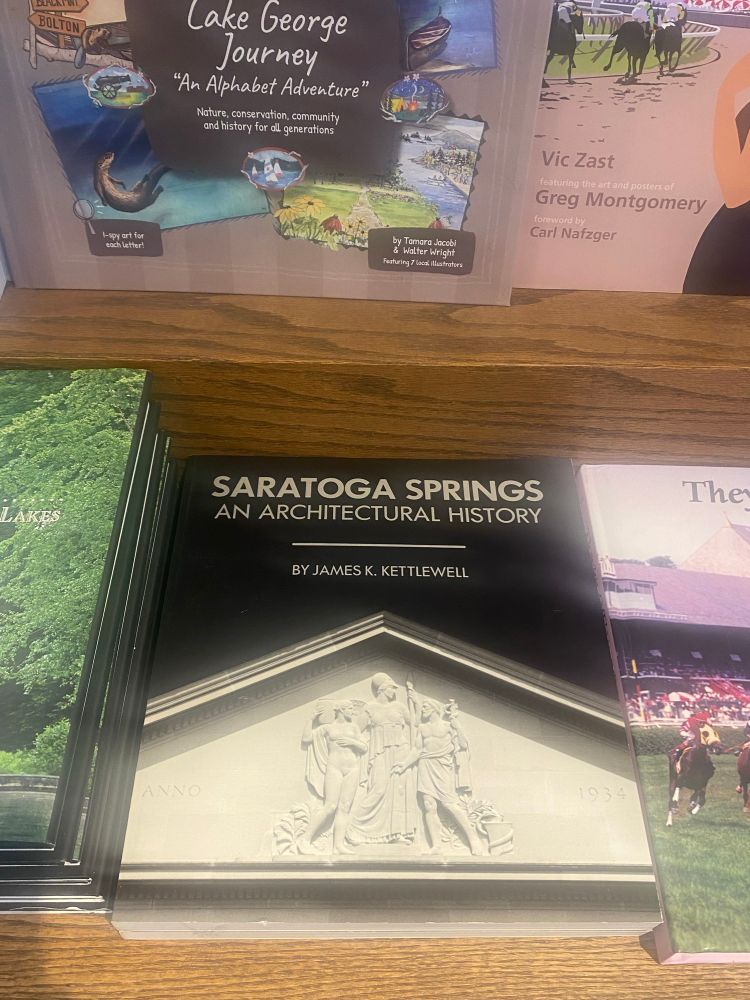 BOLTON
Lake George
Journey
"An Alphabet Adventure"
Nature, conservation, community
and history for all generations
I-spy art for
each letter!
by Tamara Jacobi
& Walter Wright
Featuring 7 local illustrators
Vic Zast
featuring the art and posters of
Greg Montgomery
foreword by
Carl Nafzger
LAKES
SARATOGA SPRINGS
AN ARCHITECTURAL HISTORY
BY JAMES K. KETTLEWELL
ANNO 1934
They